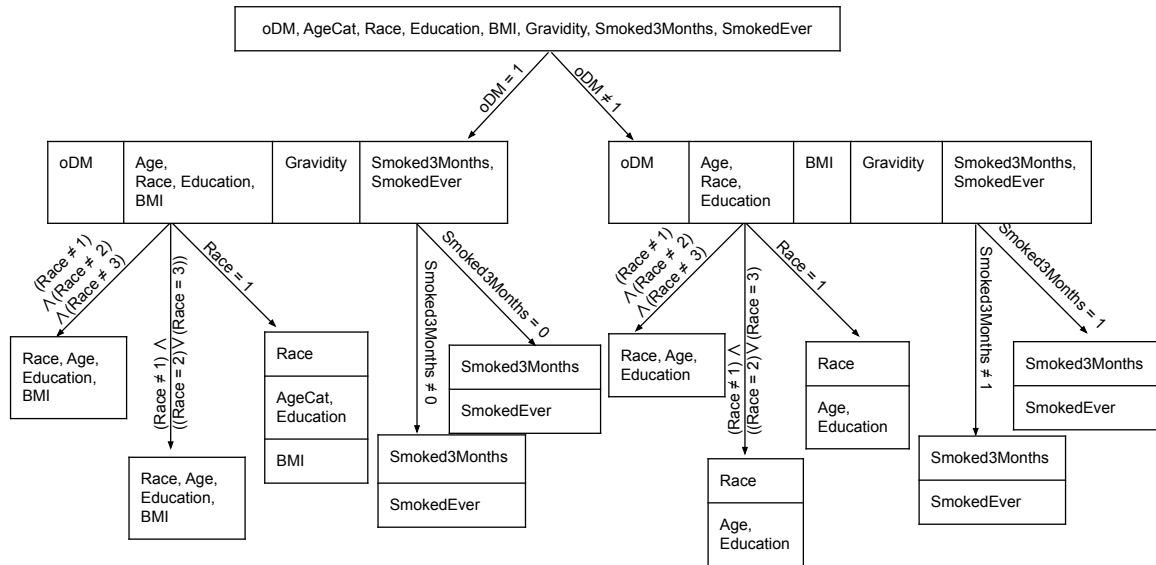 oDM, AgeCat, Race, Education, BMI, Gravidity, Smoked3Months, SmokedEver
oDM = 1
oDM ≠ 1
oDM
Age,
Race, Education,
BMI
Gravidity
Smoked3Months,
SmokedEver
oDM
Age,
Race,
Education
BMI
Gravidity
Smoked3Months,
SmokedEver
(Race ≠ 1)
∧ (Race ≠ 2)
∧ (Race ≠ 3)
(Race ≠ 1) ∧
((Race = 2) ∨ (Race = 3))
Race = 1
Smoked3Months ≠ 0
Smoked3Months = 0
(Race ≠ 1)
∧ (Race ≠ 2)
∧ (Race ≠ 3)
(Race ≠ 1) ∧
((Race = 2) ∨ (Race = 3)
Race = 1
Smoked3Months ≠ 1
Smoked3Months = 1
Race, Age,
Education,
BMI
Race, Age,
Education,
BMI
Race
AgeCat,
Education
BMI
Smoked3Months
SmokedEver
Smoked3Months
SmokedEver
Race, Age,
Education
Race
Age,
Education
Race
Age,
Education
Smoked3Months
SmokedEver
Smoked3Months
SmokedEver